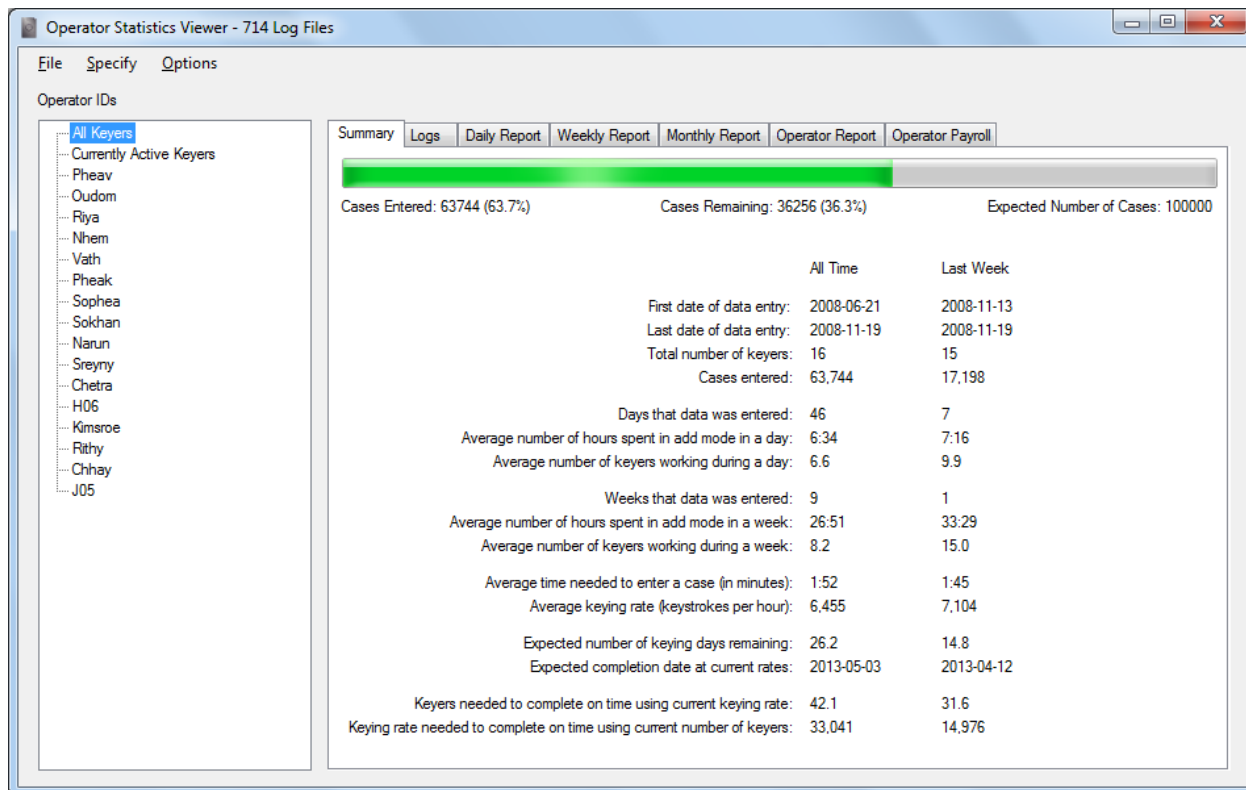 Operator Statistics Viewer - 714 Log Files
File Specify Options
Operator IDs
All Keyers
Currently Active Keyers
Pheav
Oudom
Riya
Nhem
Vath
Pheak
Sophea
Sokhan
Narun
Sreyny
Chetra
H06
Kimsroe
Rithy
Chhay
J05
Summary Logs Daily Report Weekly Report Monthly Report Operator Report Operator Payroll
Cases Entered: 63744 (63.7%) Cases Remaining: 36256 (36.3%) Expected Number of Cases: 100000
All Time Last Week
First date of data entry: 2008-06-21 2008-11-13
Last date of data entry: 2008-11-19 2008-11-19
Total number of keyers: 16 15
Cases entered: 63,744 17,198
Days that data was entered: 46 7
Average number of hours spent in add mode in a day: 6:34 7:16
Average number of keyers working during a day: 6.6 9.9
Weeks that data was entered: 9 1
Average number of hours spent in add mode in a week: 26:51 33:29
Average number of keyers working during a week: 8.2 15.0
Average time needed to enter a case (in minutes): 1:52 1:45
Average keying rate (keystrokes per hour): 6,455 7,104
Expected number of keying days remaining: 26.2 14.8
Expected completion date at current rates: 2013-05-03 2013-04-12
Keyers needed to complete on time using current keying rate: 42.1 31.6
Keying rate needed to complete on time using current number of keyers: 33,041 14,976